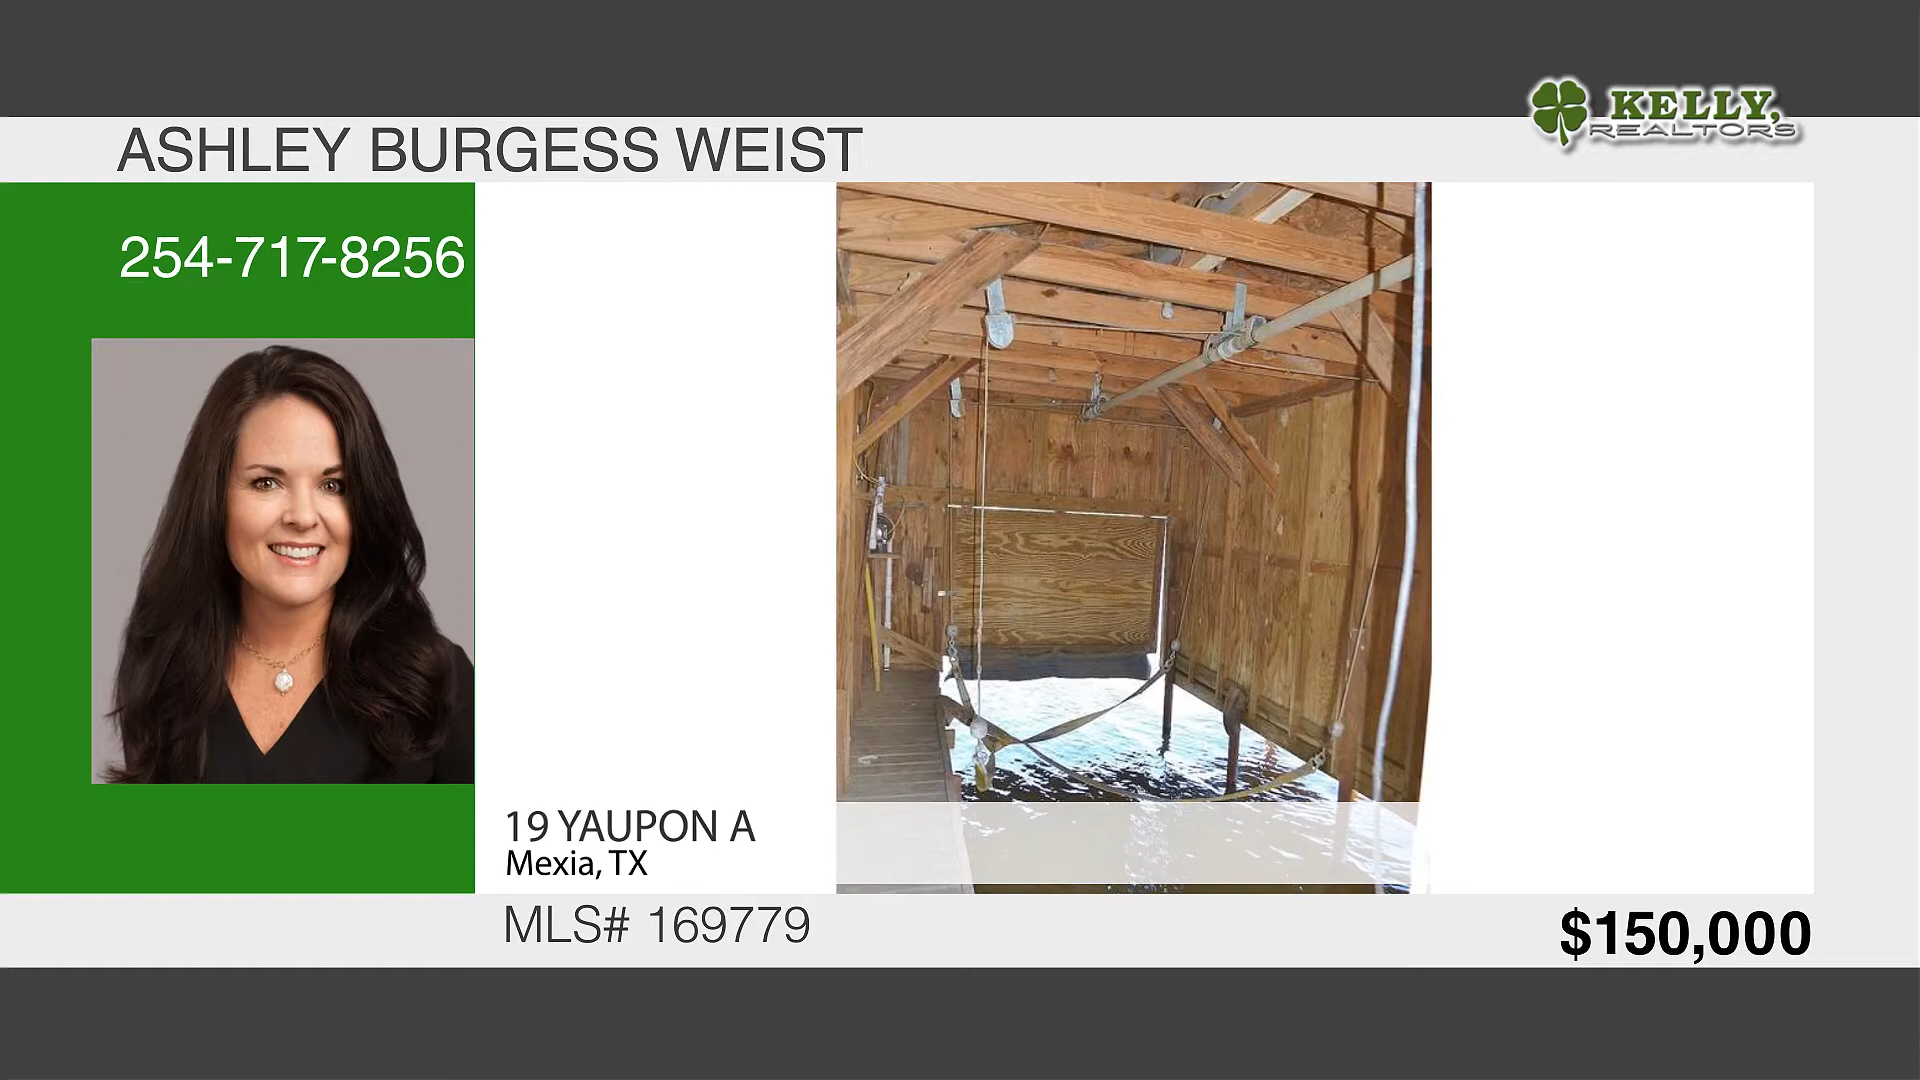 KELLY,
REALTORS
ASHLEY BURGESS WEIST
254-717-8256
19 YAUPON A
Mexia, TX
MLS# 169779
$150,000